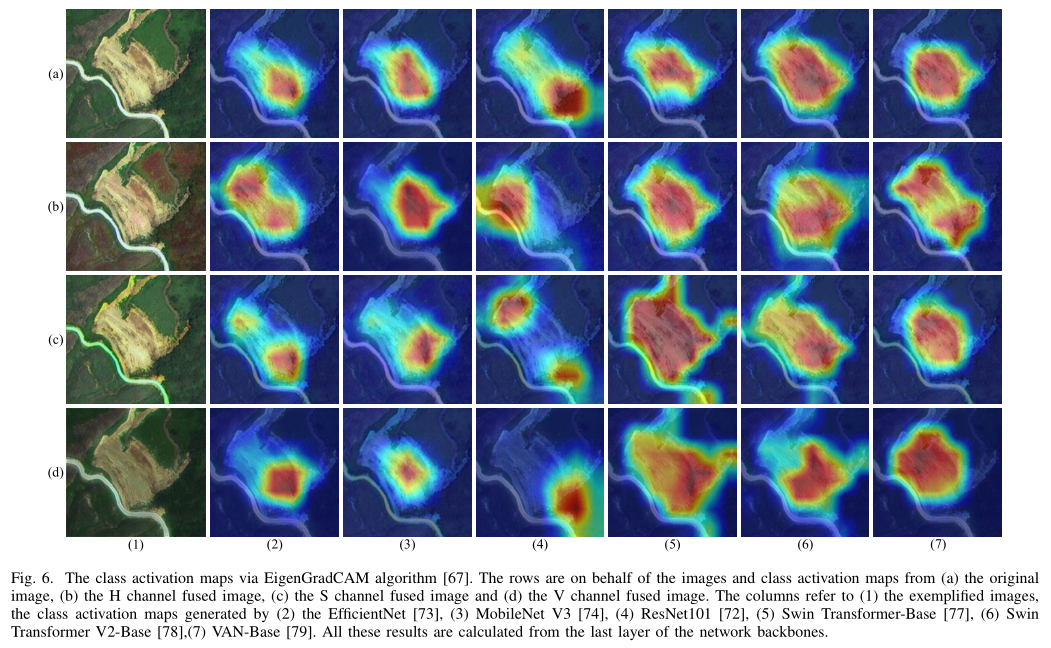 (a)
(b)
(c)
(d)
(1) (2) (3) (4) (5) (6) (7)
Fig. 6. The class activation maps via EigenGradCAM algorithm [67]. The rows are on behalf of the images and class activation maps from (a) the original
image, (b) the H channel fused image, (c) the S channel fused image and (d) the V channel fused image. The columns refer to (1) the exemplified images,
the class activation maps generated by (2) the EfficientNet [73], (3) MobileNet V3 [74], (4) ResNet101 [72], (5) Swin Transformer-Base [77], (6) Swin
Transformer V2-Base [78],(7) VAN-Base [79]. All these results are calculated from the last layer of the network backbones.